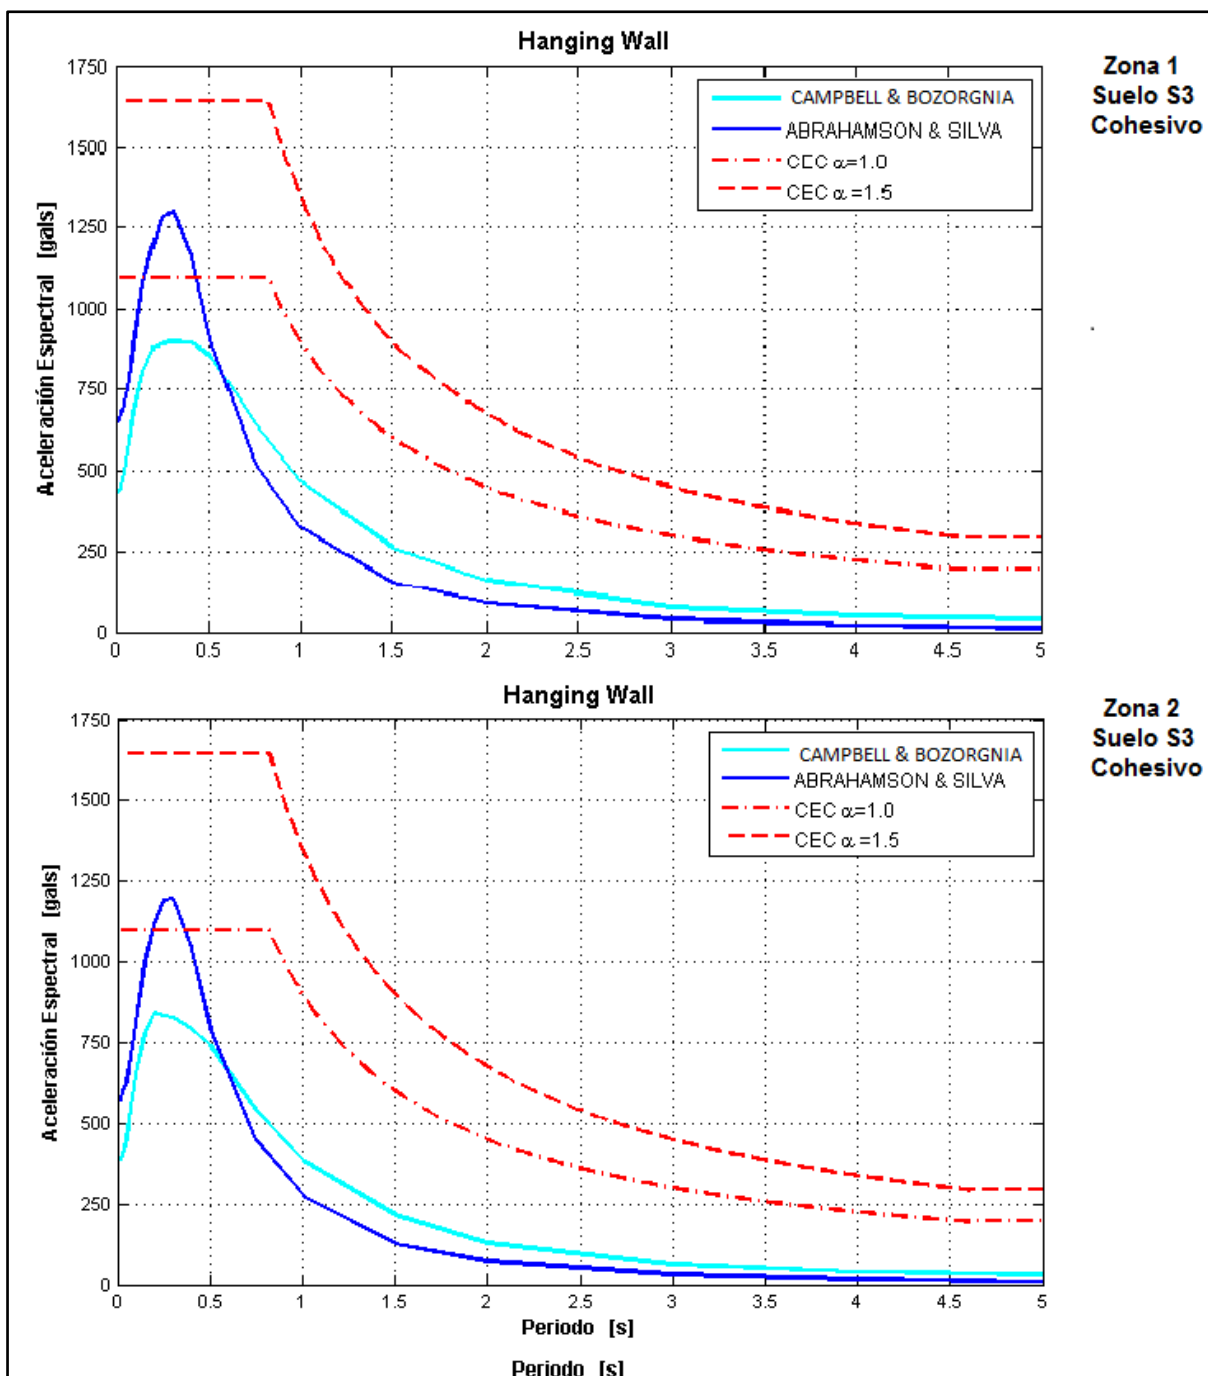 Hanging Wall
Zona 1
Suelo S3
Cohesivo
CAMPBELL & BOZORGNIA
ABRAHAMSON & SILVA
CEC α=1.0
CEC α=1.5
Aceleración Espectral [gals]
1750
1500
1250
1000
750
500
250
0
0 0.5 1 1.5 2 2.5 3 3.5 4 4.5 5
Hanging Wall
Zona 2
Suelo S3
Cohesivo
CAMPBELL & BOZORGNIA
ABRAHAMSON & SILVA
CEC α=1.0
CEC α=1.5
Aceleración Espectral [gals]
1750
1500
1250
1000
750
500
250
0
0 0.5 1 1.5 2 2.5 3 3.5 4 4.5 5
Periodo [s]
Periodo [s]